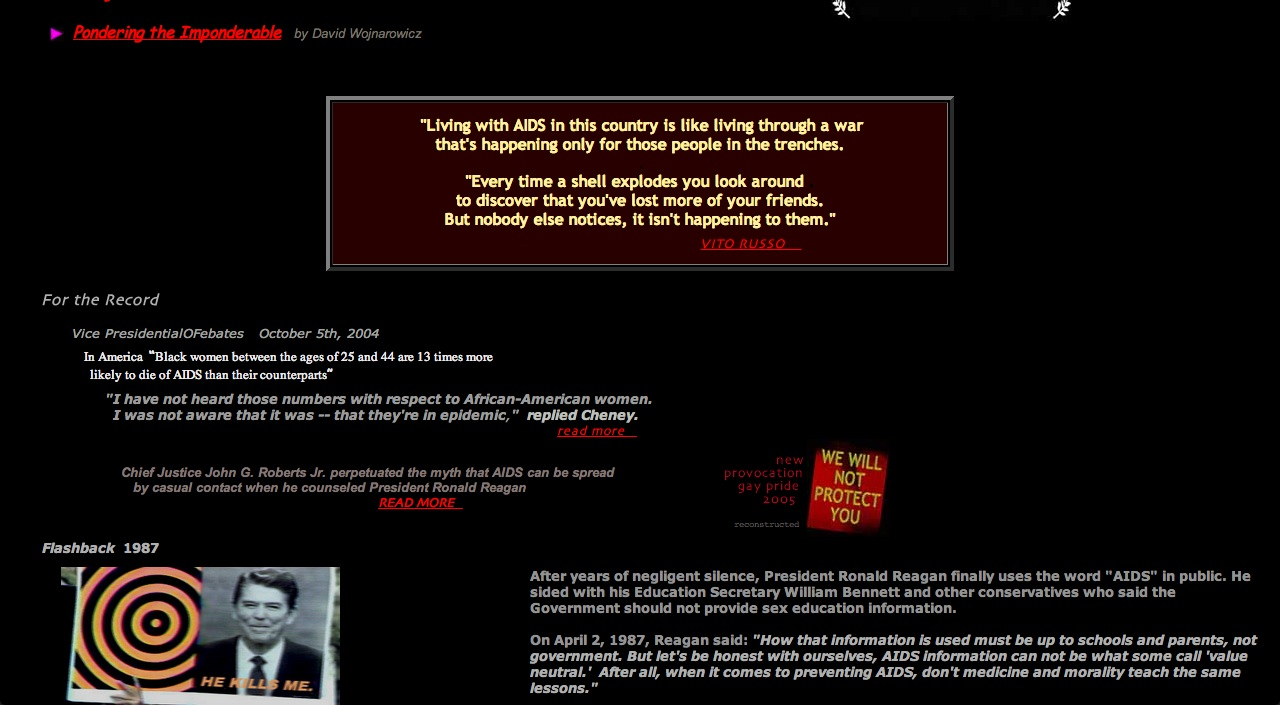 Pondering the Imponderable by David Wojnarowicz
"Living with AIDS in this country is like living through a war
that's happening only for those people in the trenches.
"Every time a shell explodes you look around
to discover that you've lost more of your friends.
But nobody else notices, it isn't happening to them."
VITO RUSSO
For the Record
Vice PresidentialOFebates October 5th, 2004
In America "Black women between the ages of 25 and 44 are 13 times more
likely to die of AIDS than their counterparts"
"I have not heard those numbers with respect to African-American women.
I was not aware that it was -- that they're in epidemic," replied Cheney.
read more
Chief Justice John G. Roberts Jr. perpetuated the myth that AIDS can be spread
by casual contact when he counseled President Ronald Reagan
READ MORE
new
provocation
gay pride
2005
reconstructed
WE WILL
NOT
PROTECT
YOU
Flashback 1987
HE KILLS ME.
After years of negligent silence, President Ronald Reagan finally uses the word "AIDS" in public. He
sided with his Education Secretary William Bennett and other conservatives who said the
Government should not provide sex education information.
On April 2, 1987, Reagan said: "How that information is used must be up to schools and parents, not
government. But let's be honest with ourselves, AIDS information can not be what some call 'value
neutral.' After all, when it comes to preventing AIDS, don't medicine and morality teach the same
lessons."